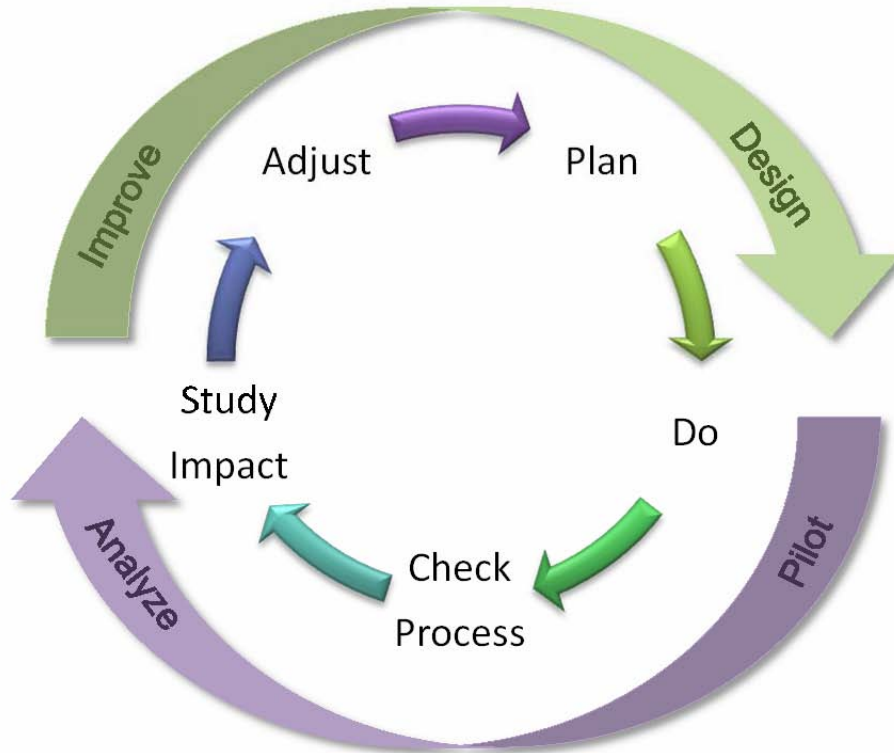 Improve
Design
Adjust
Plan
Study
Impact
Do
Check
Process
Analyze
Pilot